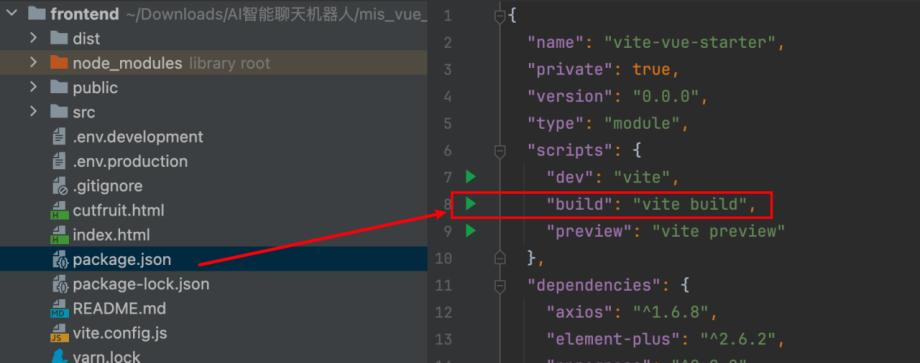 frontend ~/Downloads/AI智能聊天机器人/mis_vue_
dist
node_modules library root
public
src
.env.development
.env.production
.gitignore
cutfruit.html
index.html
package.json
package-lock.json
README.md
vite.config.js
yarn.lock
1 {
2 "name": "vite-vue-starter",
3 "private": true,
4 "version": "0.0.0",
5 "type": "module",
6 "scripts": {
7 "dev": "vite",
8 "build": "vite build",
9 "preview": "vite preview"
10 },
11 "dependencies": {
12 "axios": "^1.6.8",
13 "element-plus": "^2.6.2",